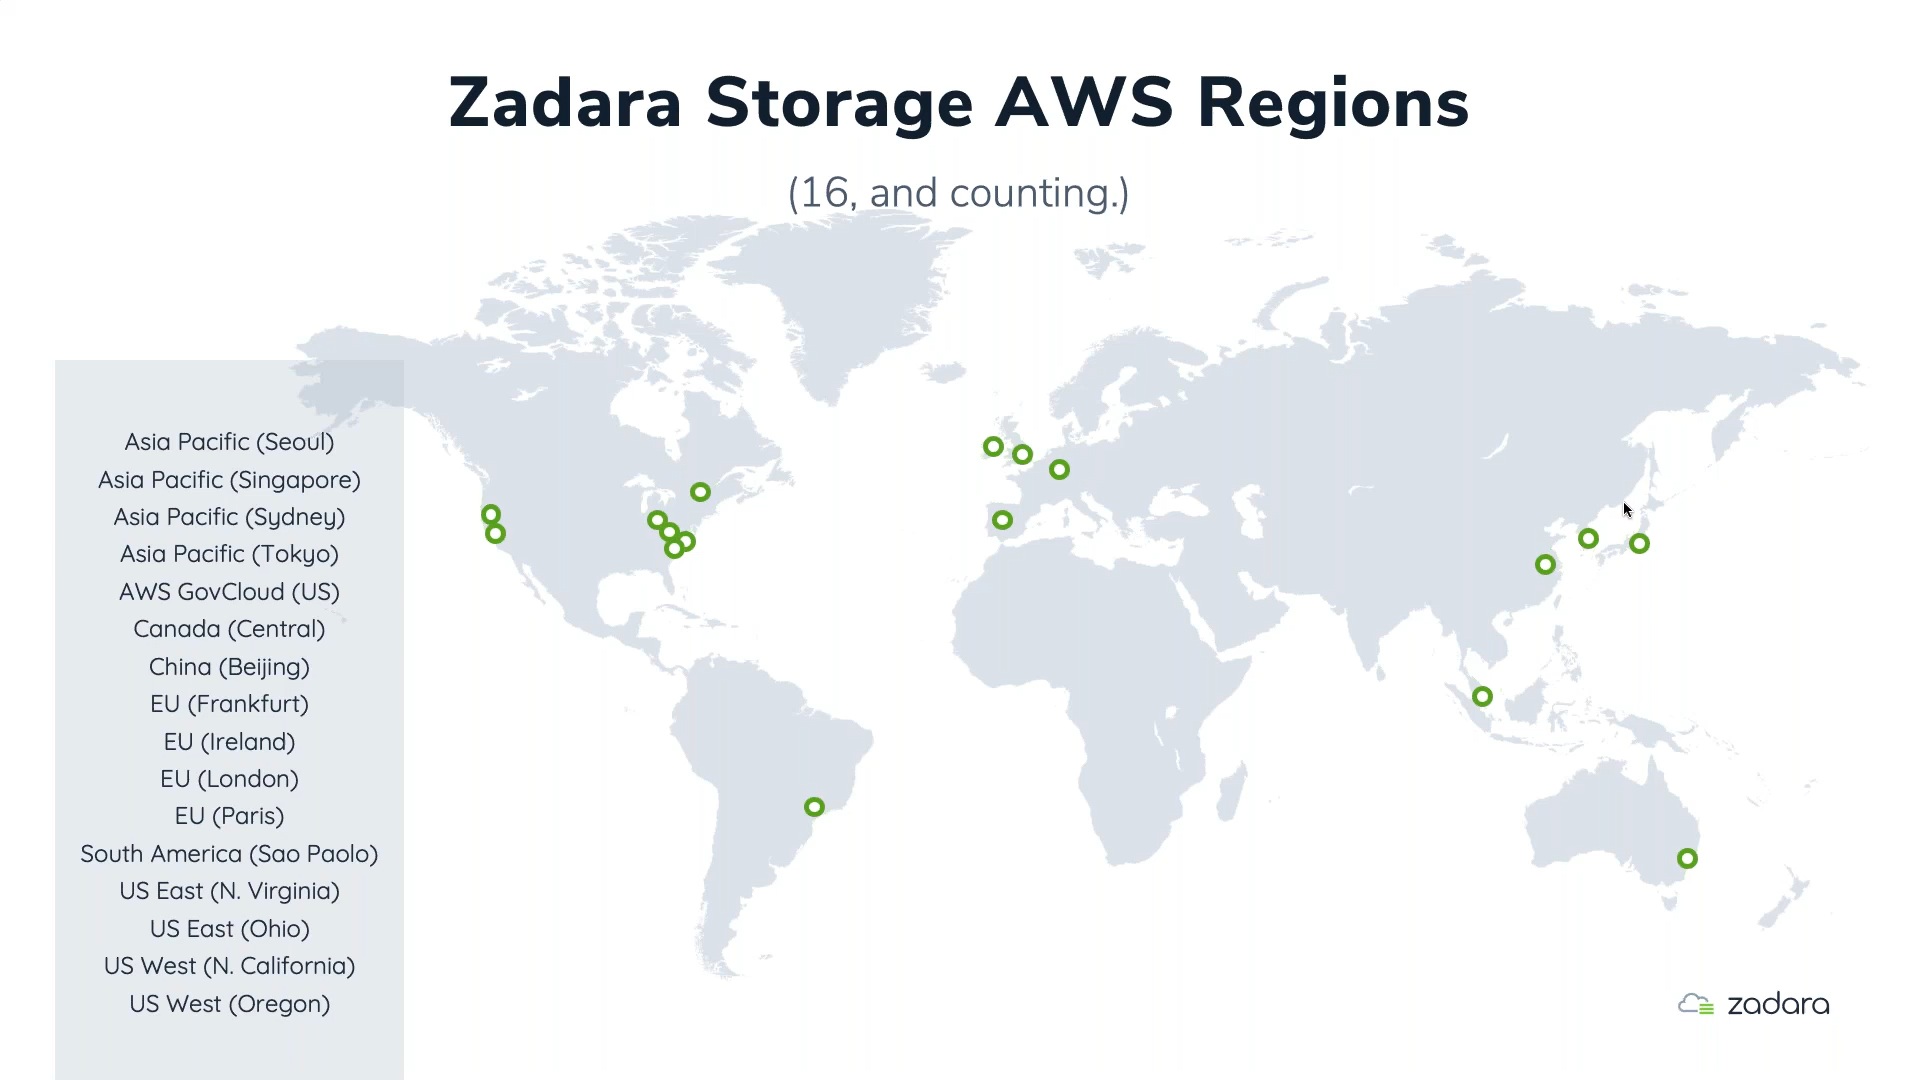 Zadara Storage AWS Regions
(16, and counting.)
Asia Pacific (Seoul)
Asia Pacific (Singapore)
Asia Pacific (Sydney)
Asia Pacific (Tokyo)
AWS GovCloud (US)
Canada (Central)
China (Beijing)
EU (Frankfurt)
EU (Ireland)
EU (London)
EU (Paris)
South America (Sao Paolo)
US East (N. Virginia)
US East (Ohio)
US West (N. California)
US West (Oregon)
zadara